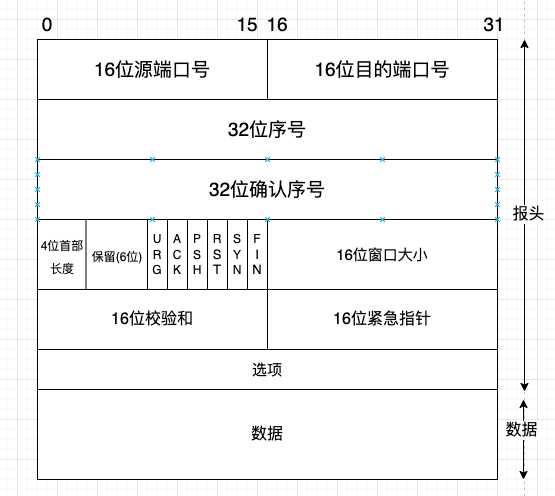 0 15 16 31
16位源端口号 16位目的端口号
32位序号
32位确认序号
报头
4位首部
长度
保留(6位)
URG
ACK
PSH
RST
SYN
FIN
16位窗口大小
16位校验和 16位紧急指针
选项
数据
数据